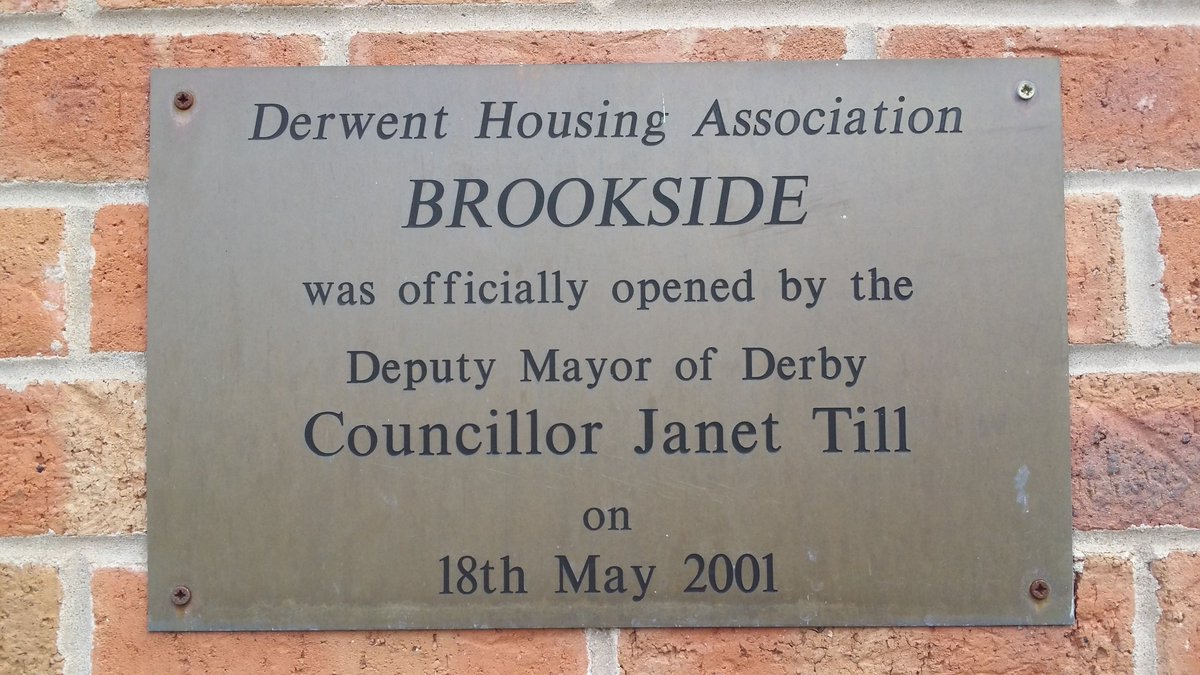 Derwent Housing Association
BROOKSIDE
was officially opened by the
Deputy Mayor of Derby
Councillor Janet Till
on
18th May 2001